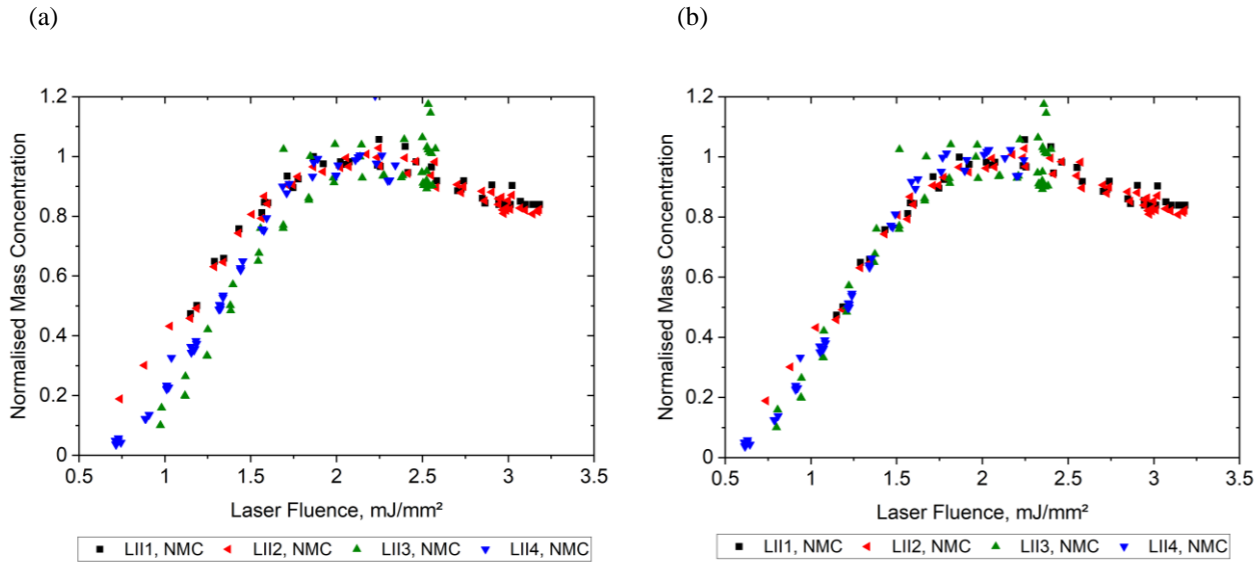 (a)
1.2
1
0.8
0.6
0.4
0.2
0
Normalised Mass Concentration
0.5 1 1.5 2 2.5 3 3.5
Laser Fluence, mJ/mm²
LII1, NMC LII2, NMC LII3, NMC LII4, NMC
(b)
1.2
1
0.8
0.6
0.4
0.2
0
Normalised Mass Concentration
0.5 1 1.5 2 2.5 3 3.5
Laser Fluence, mJ/mm²
LII1, NMC LII2, NMC LII3, NMC LII4, NMC